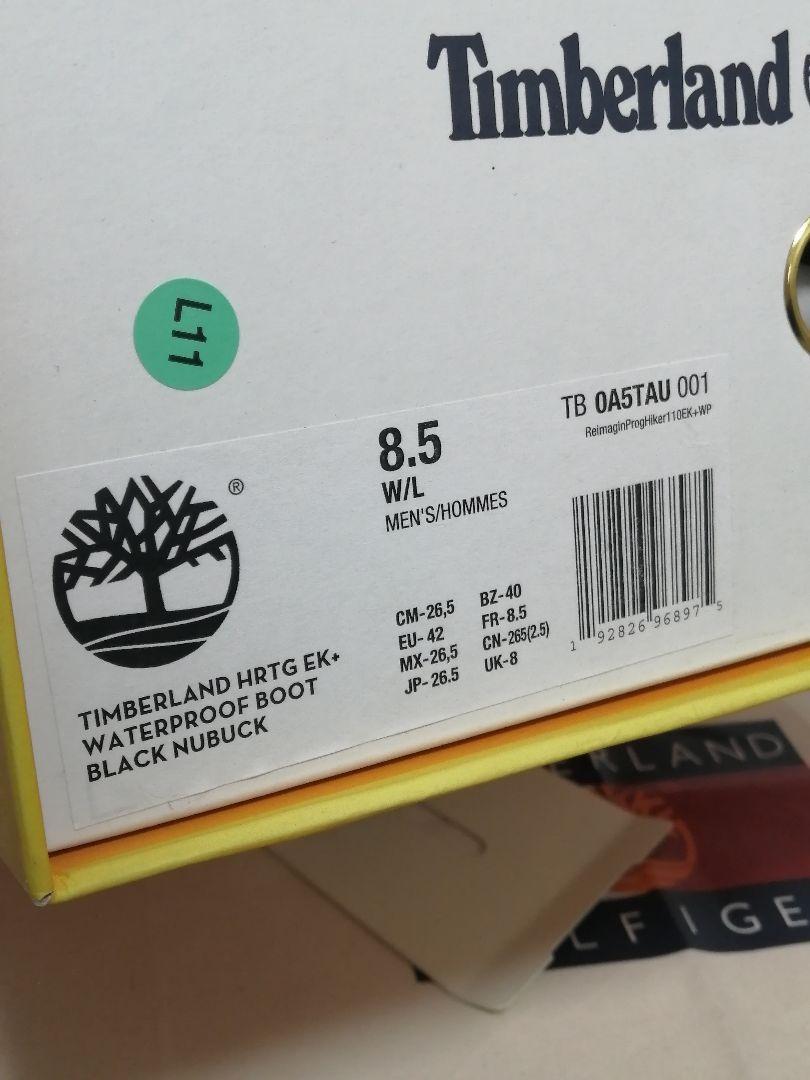 Timberland
L11
8.5
W/L
MEN'S/HOMMES
TB 0A5TAU 001
ReimaginProgHiker110EK+WP
®
CM-26,5 BZ-40
EU- 42 FR-8.5
MX-26,5 CN-265(2.5)
JP-26.5 UK-8
1 92826 96897 5
TIMBERLAND HRTG EK+
WATERPROOF BOOT
BLACK NUBUCK
ERLAND
LFIGE